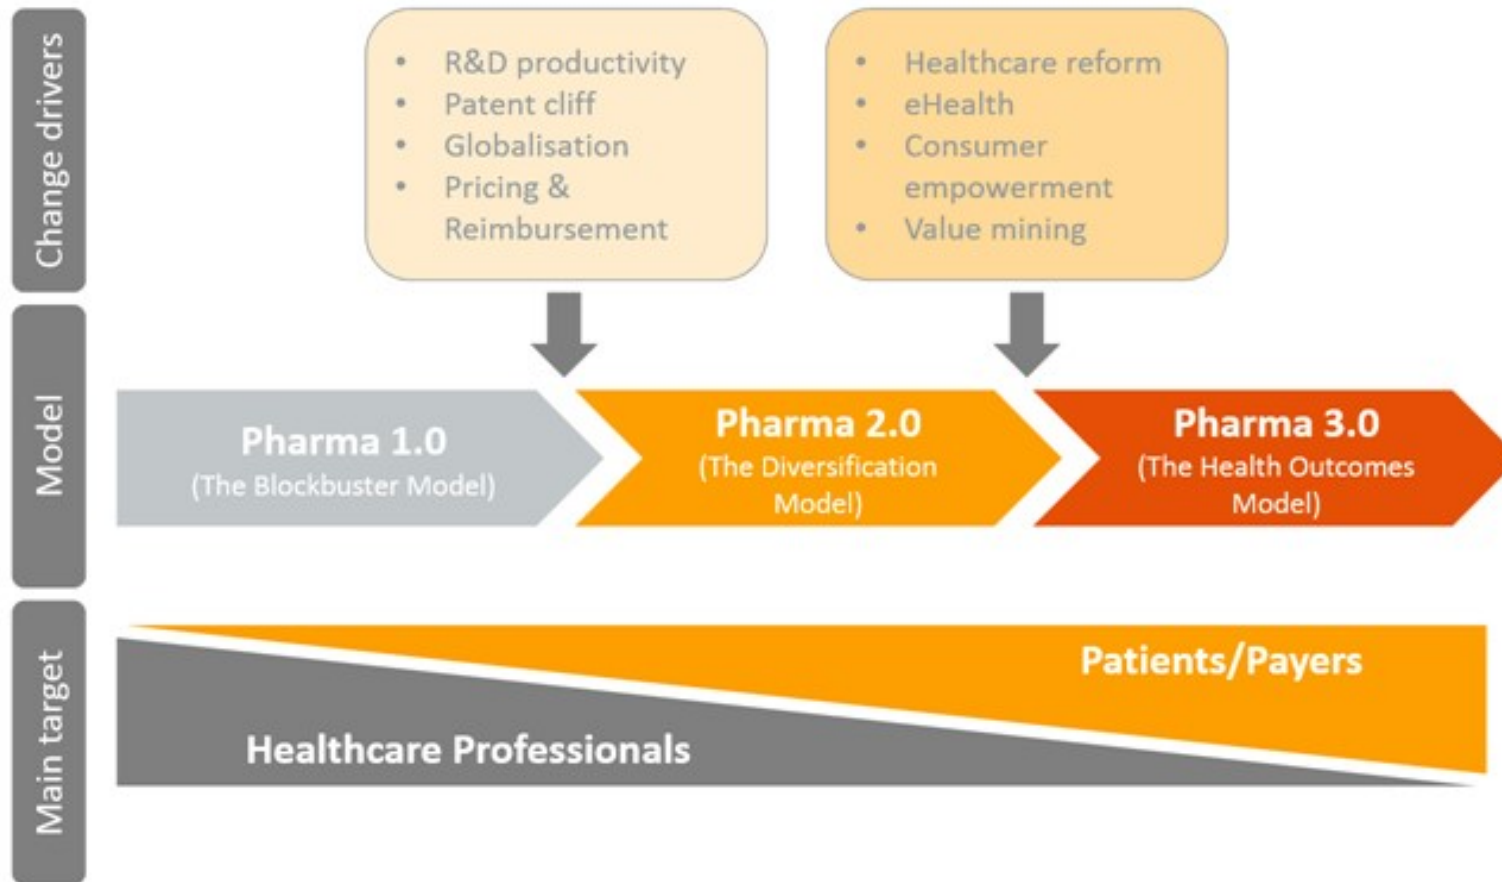 Change drivers
• R&D productivity
• Patent cliff
• Globalisation
• Pricing &
Reimbursement
• Healthcare reform
• eHealth
• Consumer
empowerment
• Value mining
Model
Pharma 1.0
(The Blockbuster Model)
Pharma 2.0
(The Diversification
Model)
Pharma 3.0
(The Health Outcomes
Model)
Main target
Patients/Payers
Healthcare Professionals